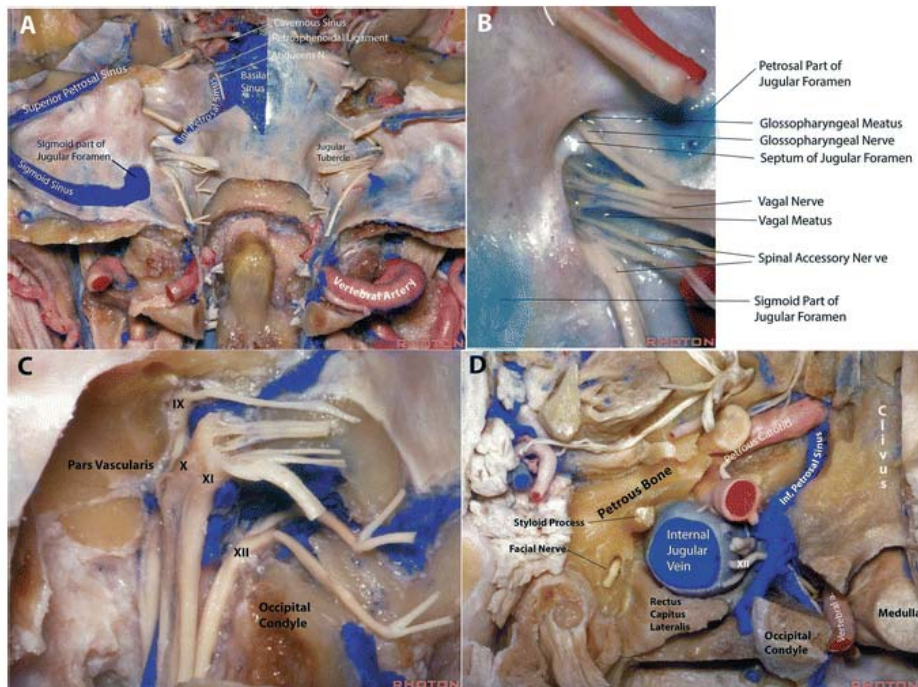 A
Cavernous Sinus
Petrosphenoidal Ligament
Abducens N.
Superior Petrosal Sinus
Basilar
Sinus
Inf. Petrosal Sinus
Sigmoid part of
Jugular Foramen
Jugular
Tubercle
Sigmoid Sinus
Vertebral Artery
RHOTON
B
Petrosal Part of
Jugular Foramen
Glossopharyngeal Meatus
Glossopharyngeal Nerve
Septum of Jugular Foramen
Vagal Nerve
Vagal Meatus
Spinal Accessory Ner ve
Sigmoid Part of
Jugular Foramen
RHOTON
C
IX
Pars Vascularis
X
XI
XII
Occipital
Condyle
RHOTON
D
Clivus
Petrous Carotid
Inf. Petrosal Sinus
Petrous Bone
Styloid Process
Facial Nerve
Internal
Jugular
Vein
XII
Rectus
Capitus
Lateralis
Occipital
Condyle
Vertebral
Medulla
RHOTON